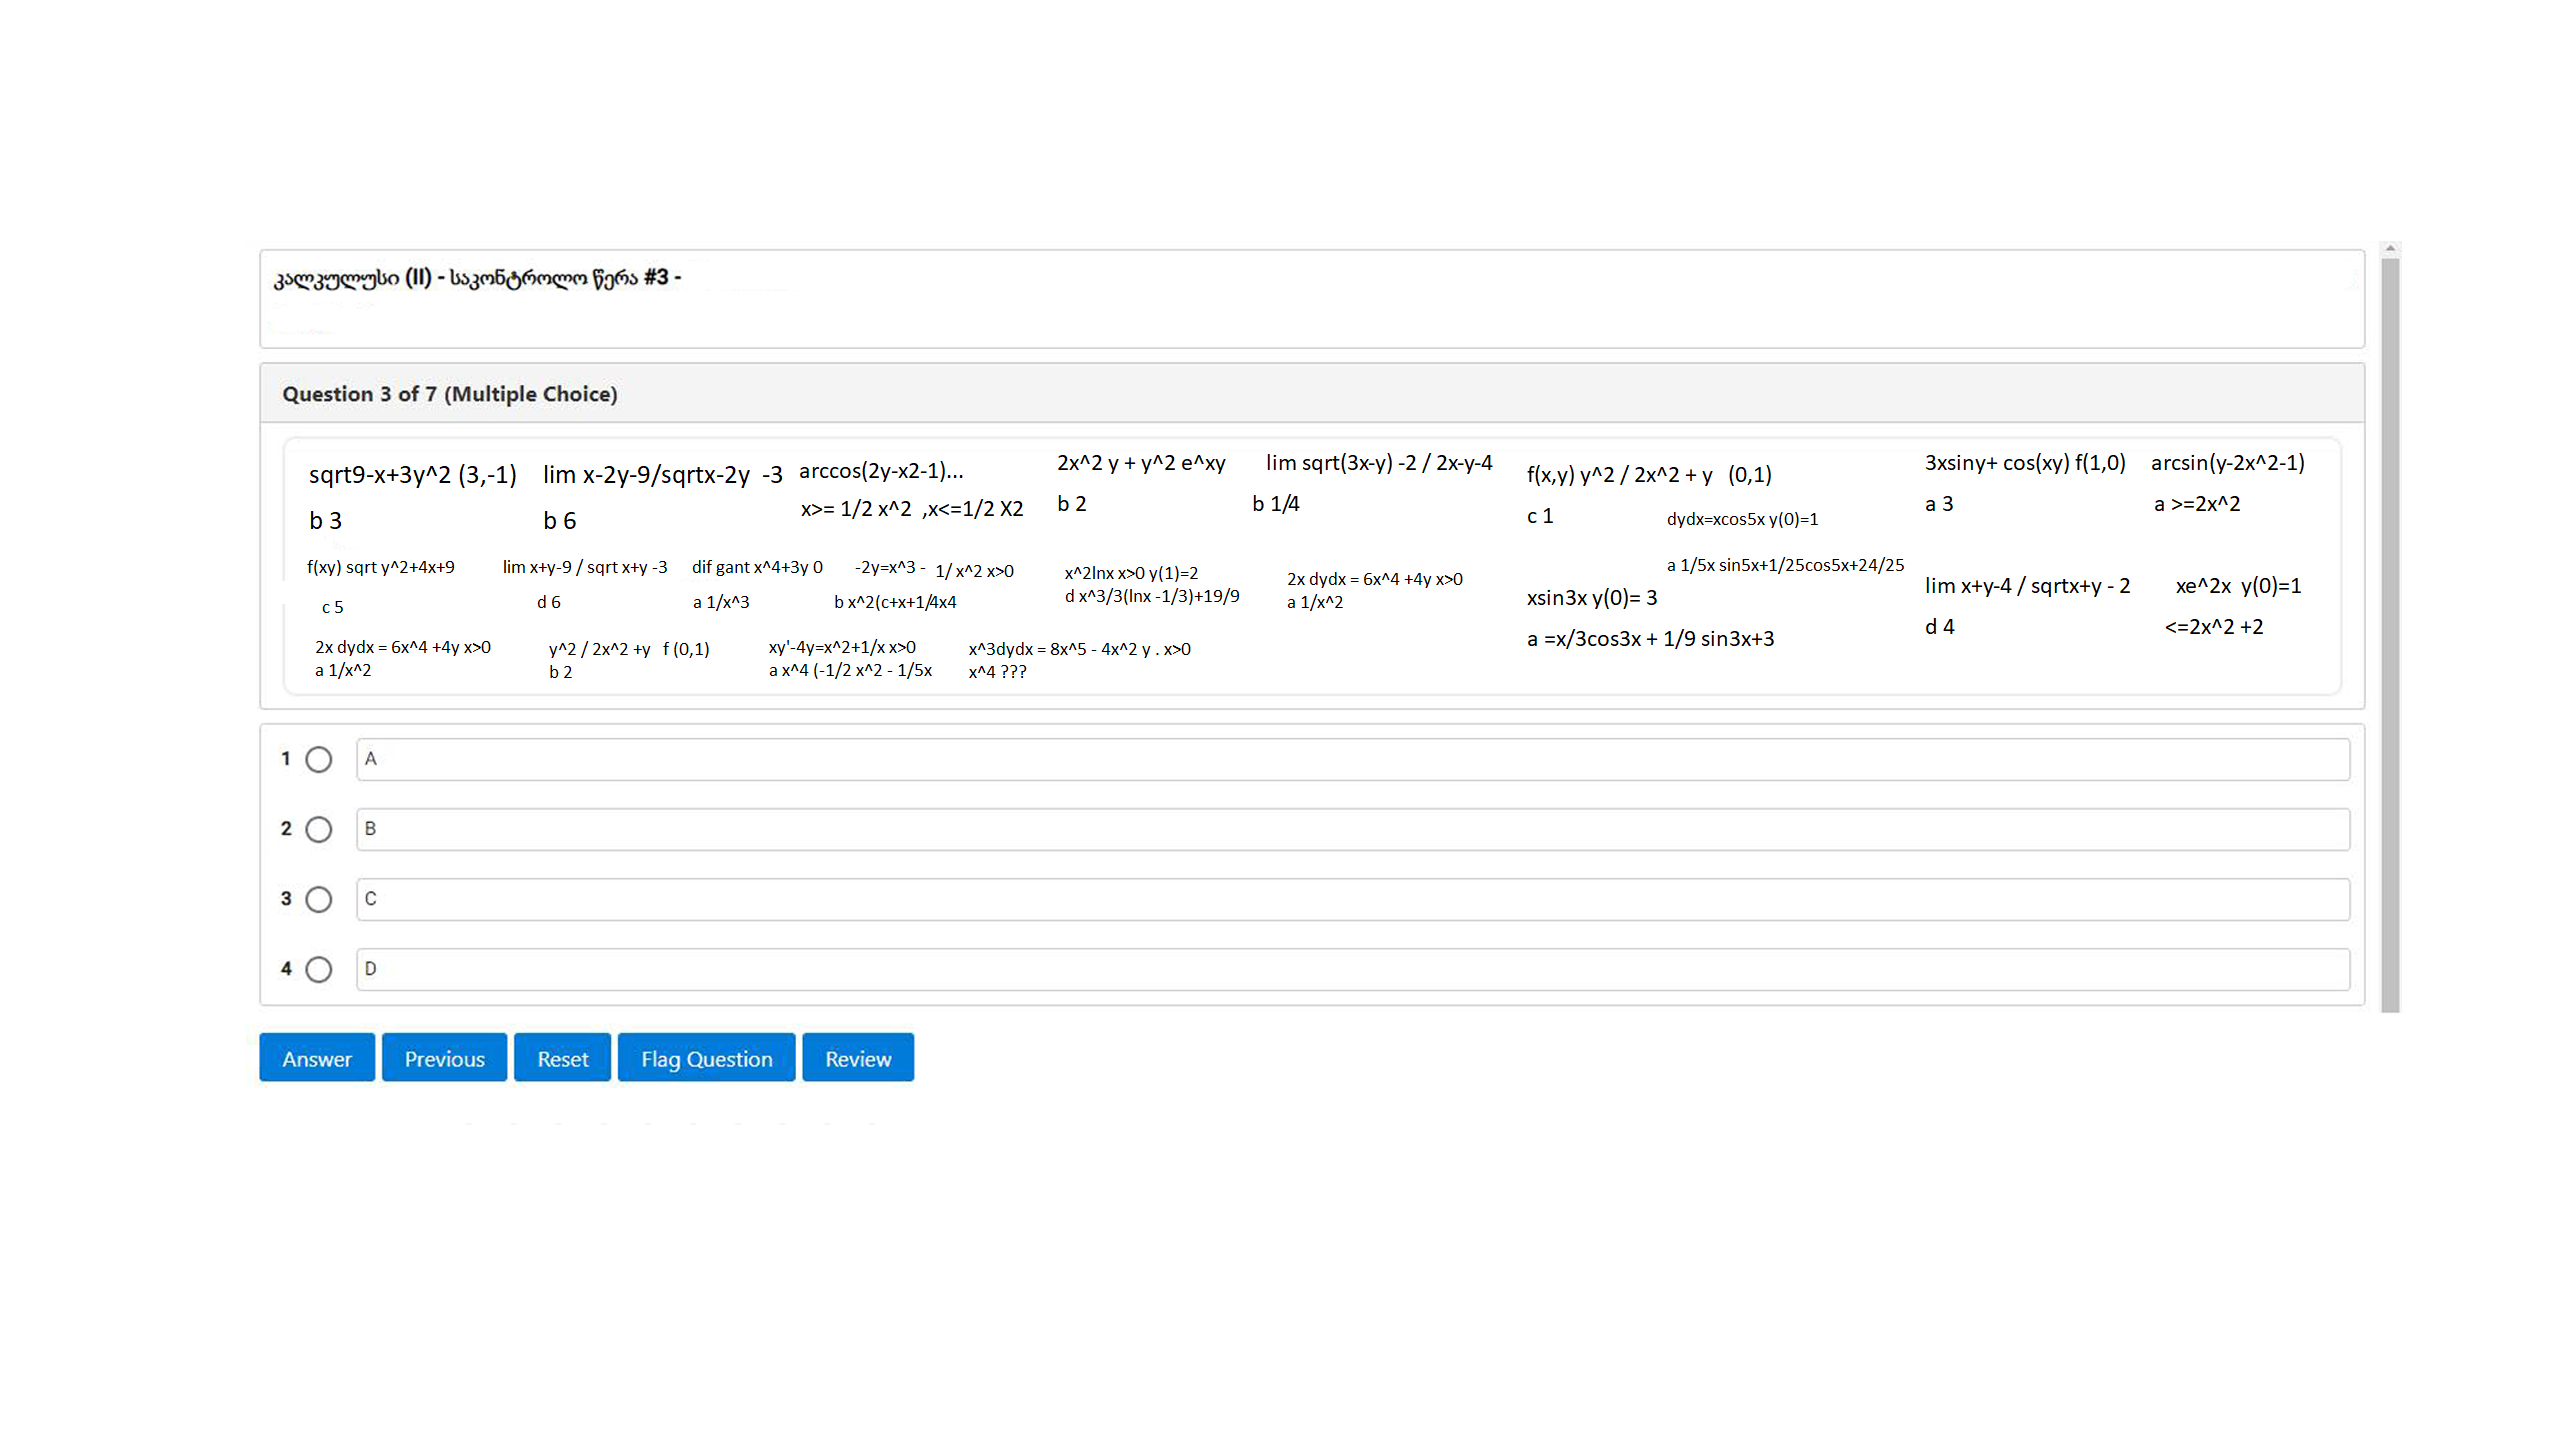 კალკულუსი (II) - საკონტროლო წერა #3 -
Question 3 of 7 (Multiple Choice)
sqrt9-x+3y^2 (3,-1)
b 3
lim x-2y-9/sqrtx-2y -3
b 6
arccos(2y-x2-1)...
x>= 1/2 x^2 ,x<=1/2 X2
2x^2 y + y^2 e^xy
b 2
lim sqrt(3x-y) -2 / 2x-y-4
b 1/4
f(x,y) y^2 / 2x^2 + y (0,1)
c 1
dydx=xcos5x y(0)=1
a 1/5x sin5x+1/25cos5x+24/25
3xsiny+ cos(xy) f(1,0)
a 3
arcsin(y-2x^2-1)
a >=2x^2
f(xy) sqrt y^2+4x+9
c 5
lim x+y-9 / sqrt x+y -3
d 6
dif gant x^4+3y 0
a 1/x^3
-2y=x^3 - 1/ x^2 x>0
b x^2(c+x+1/4x4
x^2lnx x>0 y(1)=2
d x^3/3(lnx -1/3)+19/9
2x dydx = 6x^4 +4y x>0
a 1/x^2
xsin3x y(0)= 3
a =x/3cos3x + 1/9 sin3x+3
lim x+y-4 / sqrtx+y - 2
d 4
xe^2x y(0)=1
<=2x^2 +2
2x dydx = 6x^4 +4y x>0
a 1/x^2
y^2 / 2x^2 +y f (0,1)
b 2
xy'-4y=x^2+1/x x>0
a x^4 (-1/2 x^2 - 1/5x
x^3dydx = 8x^5 - 4x^2 y . x>0
x^4 ???
1 A
2 B
3 C
4 D
Answer Previous Reset Flag Question Review